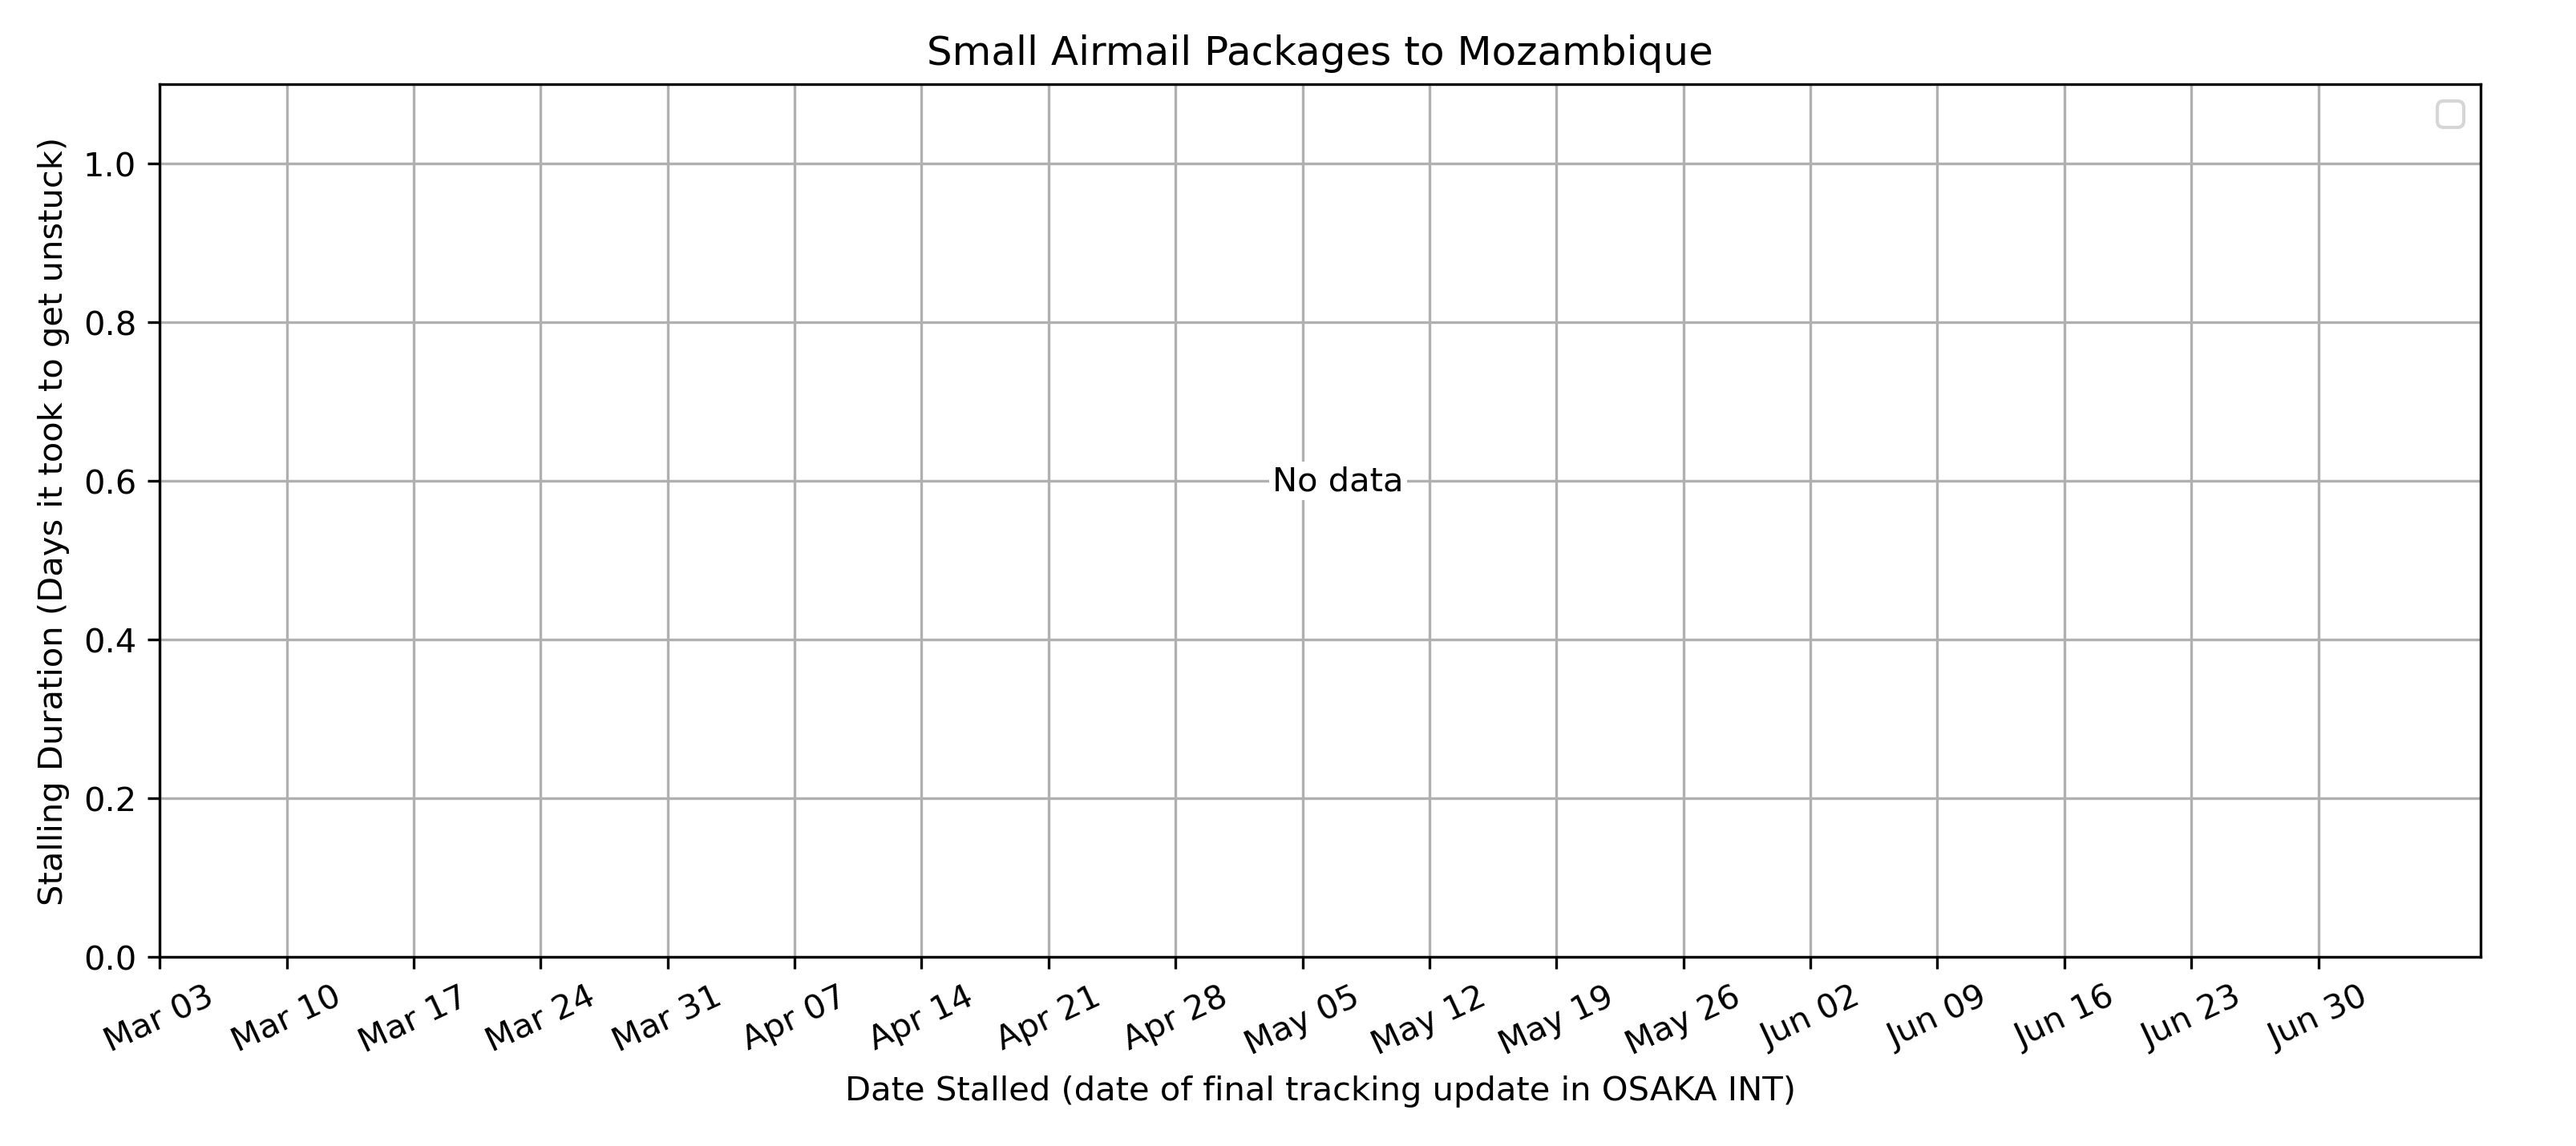 Small Airmail Packages to Mozambique
Stalling Duration (Days it took to get unstuck)
1.0
0.8
0.6
0.4
0.2
0.0
No data
Mar 03
Mar 10
Mar 17
Mar 24
Mar 31
Apr 07
Apr 14
Apr 21
Apr 28
May 05
May 12
May 19
May 26
Jun 02
Jun 09
Jun 16
Jun 23
Jun 30
Date Stalled (date of final tracking update in OSAKA INT)